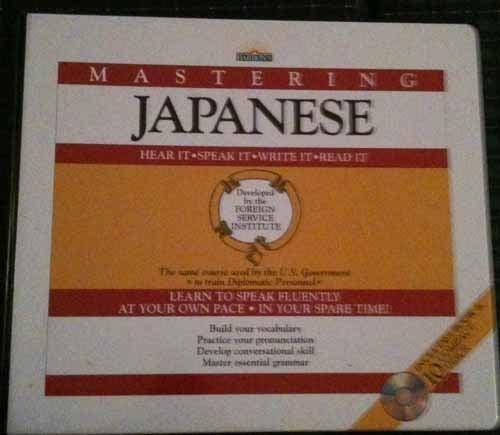 BARRON'S
MASTERING
JAPANESE
HEAR IT•SPEAK IT•WRITE IT•READ IT
Developed
by the
FOREIGN
SERVICE
INSTITUTE
The same course used by the U.S. Government
to train Diplomatic Personnel
LEARN TO SPEAK FLUENTLY
AT YOUR OWN PACE • IN YOUR SPARE TIME!
Build your vocabulary
Practice your pronunciation
Develop conversational skill
Master essential grammar